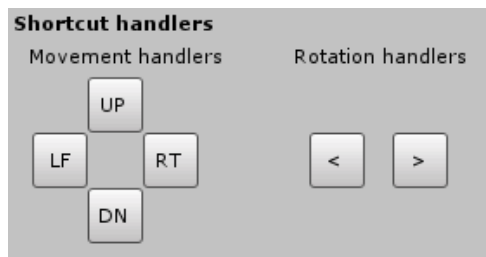 Shortcut handlers
Movement handlers Rotation handlers
UP
LF RT < >
DN